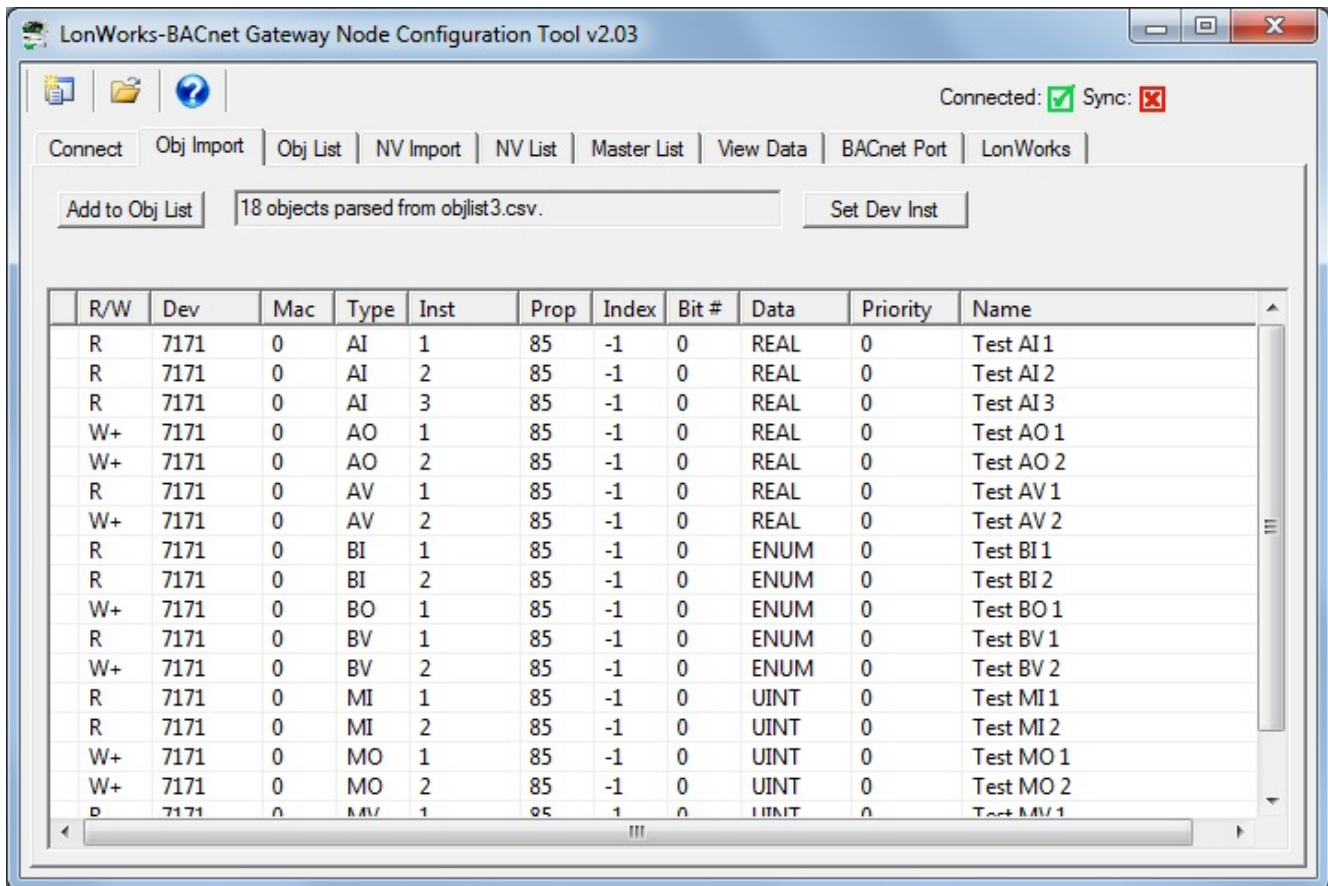 LonWorks-BACnet Gateway Node Configuration Tool v2.03
Connected: Sync:
Connect Obj Import Obj List NV Import NV List Master List View Data BACnet Port LonWorks
Add to Obj List 18 objects parsed from objlist3.csv. Set Dev Inst
R/W Dev Mac Type Inst Prop Index Bit # Data Priority Name
R 7171 0 AI 1 85 -1 0 REAL 0 Test AI 1
R 7171 0 AI 2 85 -1 0 REAL 0 Test AI 2
R 7171 0 AI 3 85 -1 0 REAL 0 Test AI 3
W+ 7171 0 AO 1 85 -1 0 REAL 0 Test AO 1
W+ 7171 0 AO 2 85 -1 0 REAL 0 Test AO 2
R 7171 0 AV 1 85 -1 0 REAL 0 Test AV 1
W+ 7171 0 AV 2 85 -1 0 REAL 0 Test AV 2
R 7171 0 BI 1 85 -1 0 ENUM 0 Test BI 1
R 7171 0 BI 2 85 -1 0 ENUM 0 Test BI 2
W+ 7171 0 BO 1 85 -1 0 ENUM 0 Test BO 1
R 7171 0 BV 1 85 -1 0 ENUM 0 Test BV 1
W+ 7171 0 BV 2 85 -1 0 ENUM 0 Test BV 2
R 7171 0 MI 1 85 -1 0 UINT 0 Test MI 1
R 7171 0 MI 2 85 -1 0 UINT 0 Test MI 2
W+ 7171 0 MO 1 85 -1 0 UINT 0 Test MO 1
W+ 7171 0 MO 2 85 -1 0 UINT 0 Test MO 2
R 7171 0 MV 1 85 -1 0 UINT 0 Test MV 1